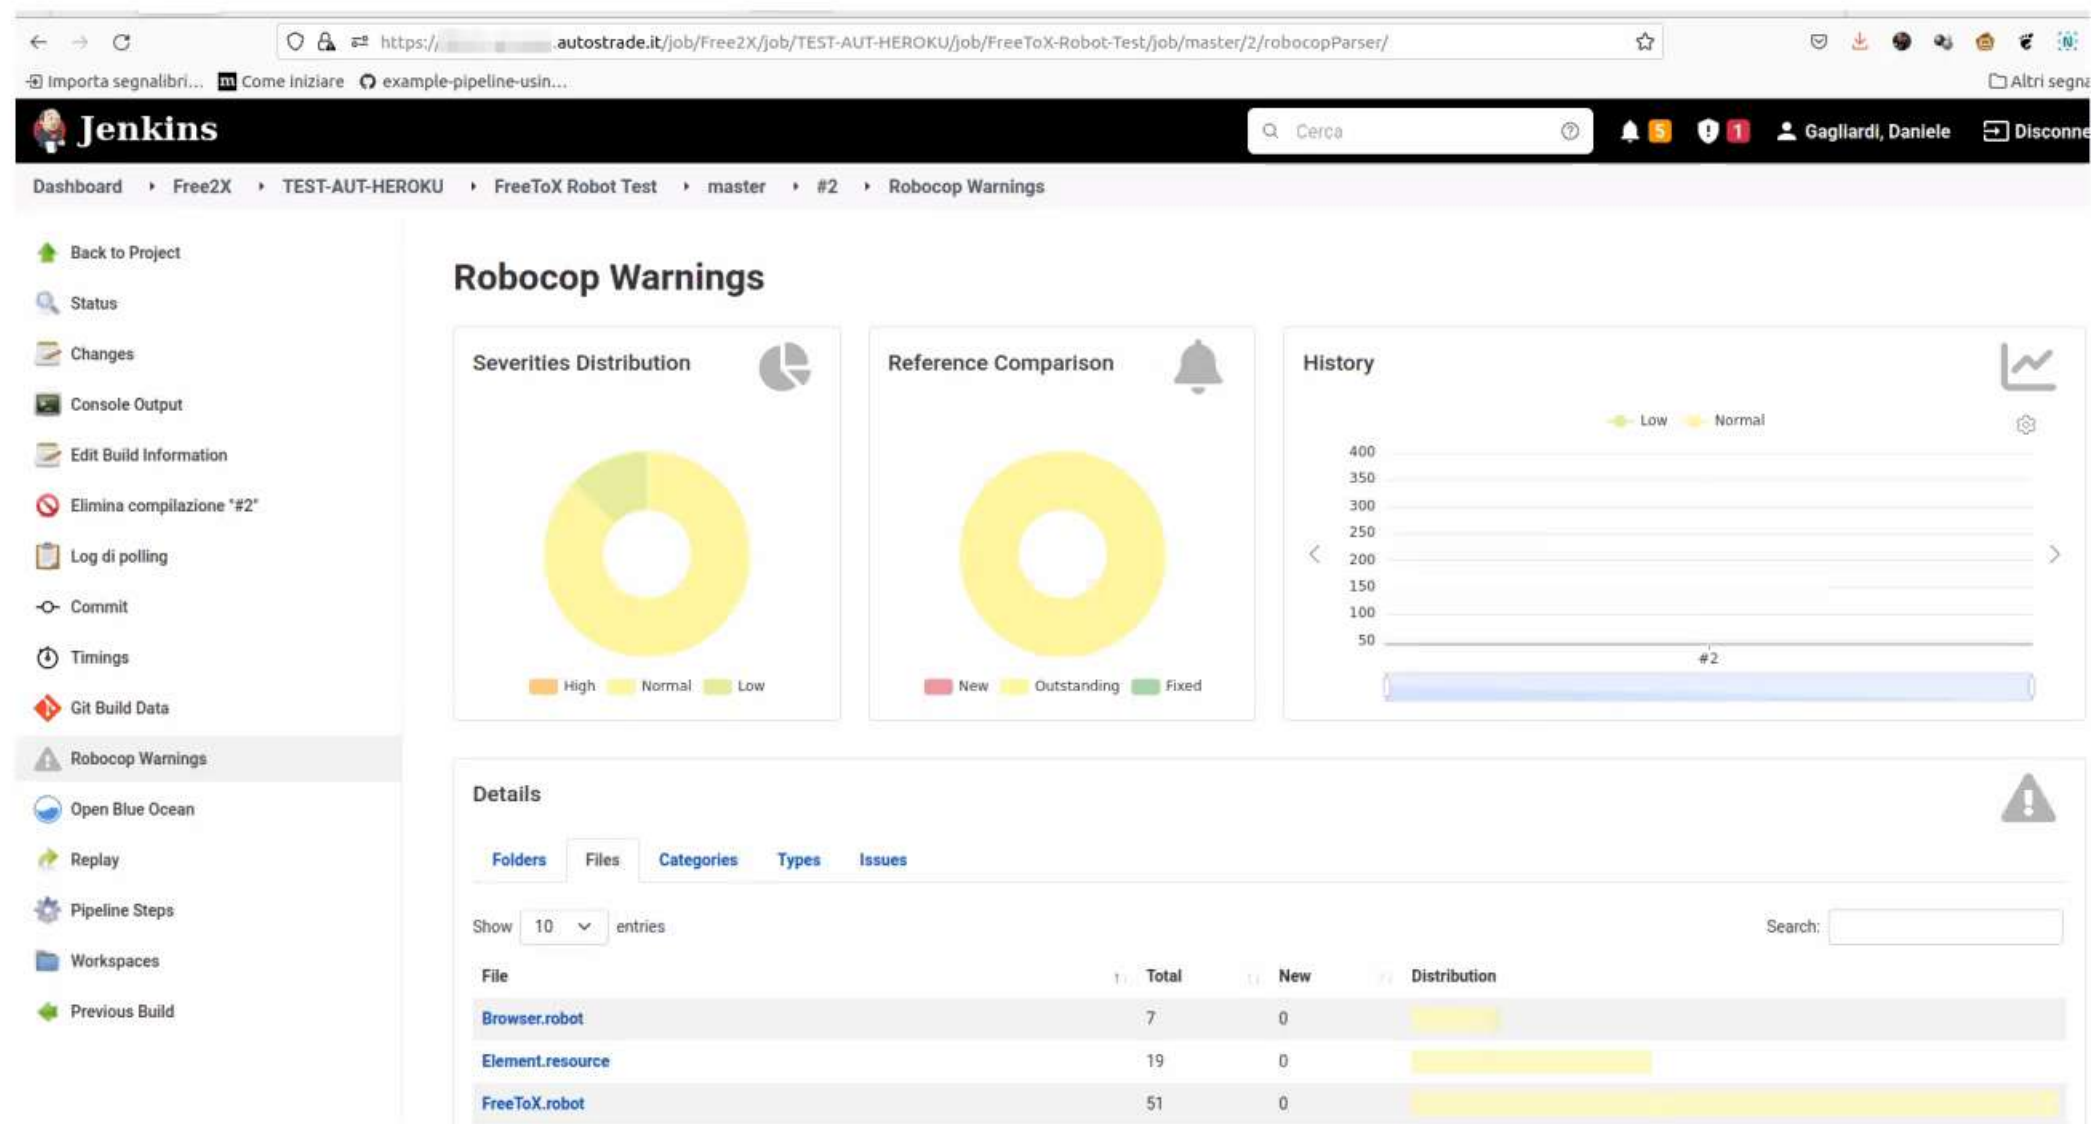 https:// .autostrade.it/job/Free2X/job/TEST-AUT-HEROKU/job/FreeToX-Robot-Test/job/master/2/robocopParser/
Importa segnalibri... m Come iniziare example-pipeline-usin... Altri segna
Jenkins Cerca 5 1 Gagliardi, Daniele Disconne
Dashboard Free2X TEST-AUT-HEROKU FreeToX Robot Test master #2 Robocop Warnings
Back to Project
Status
Changes
Console Output
Edit Build Information
Elimina compilazione "#2"
Log di polling
Commit
Timings
Git Build Data
Robocop Warnings
Open Blue Ocean
Replay
Pipeline Steps
Workspaces
Previous Build
Robocop Warnings
Severities Distribution
High Normal Low
Reference Comparison
New Outstanding Fixed
History
Low Normal
400
350
300
250
200
150
100
50
#2
Details
Folders Files Categories Types Issues
Show 10 entries Search:
File Total New Distribution
Browser.robot 7 0
Element.resource 19 0
FreeToX.robot 51 0